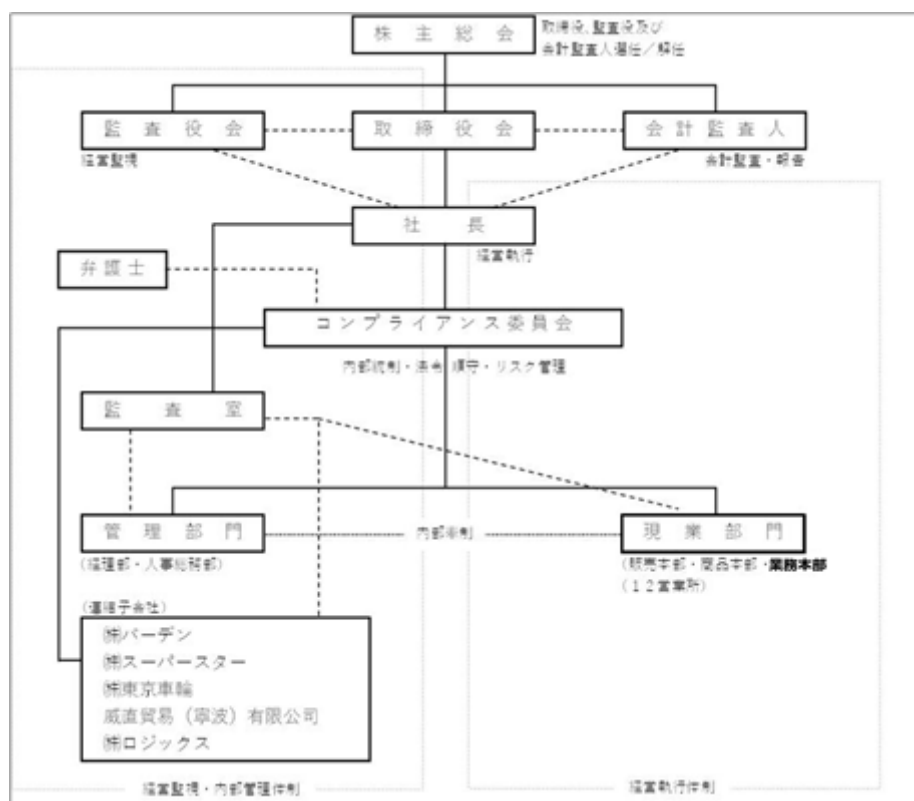 株主総会
取締役、監査役及び
会計監査人選任／解任
監査役会
取締役会
会計監査人
経営監視
会計監査・報告
社長
経営執行
弁護士
コンプライアンス委員会
内部統制・法令 順守・リスク管理
監査室
管理部門
内部牽制
現業部門
(経理部・人事総務部)
(販売本部・商品本部・業務本部
(12営業所)
(連結子会社)
㈱バーデン
㈱スーパースター
㈱東京車輪
威直貿易（寧波）有限公司
㈱ロジックス
経営監視・内部管理体制
経営執行体制